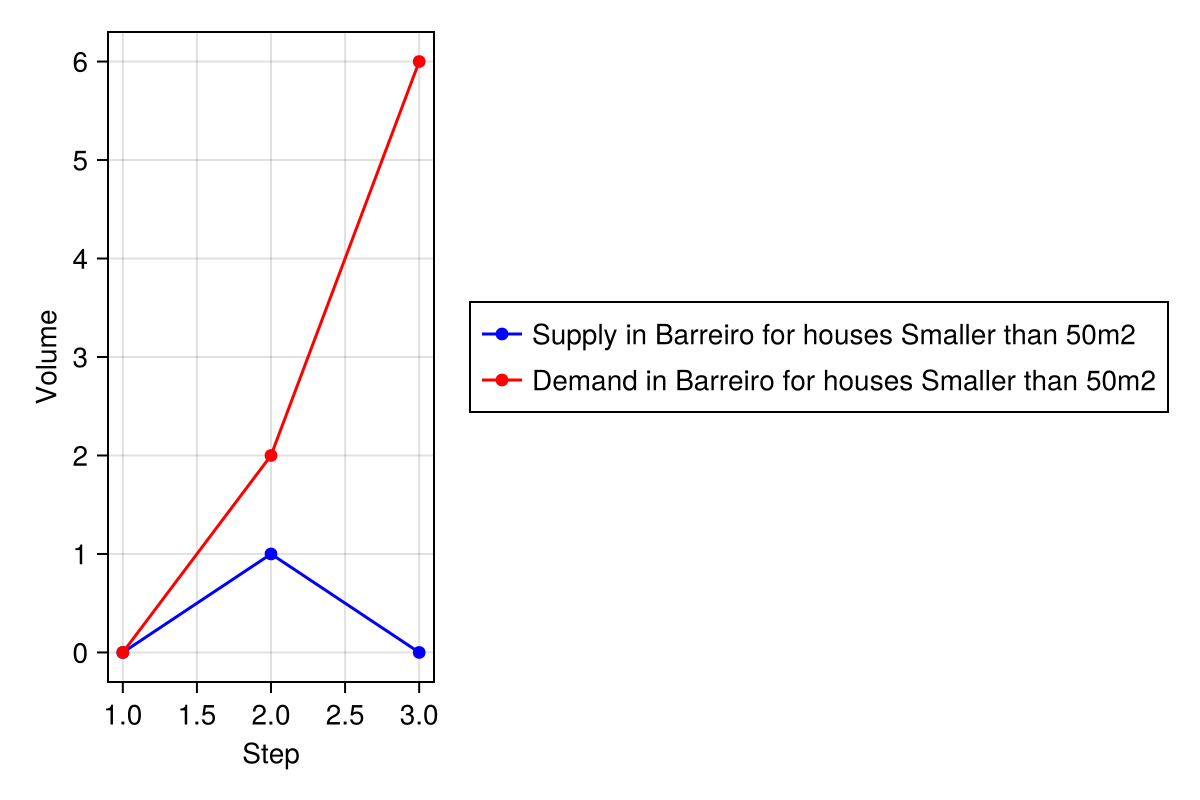 6
5
4
3
2
1
0
Volume
1.0 1.5 2.0 2.5 3.0
Step
Supply in Barreiro for houses Smaller than 50m2
Demand in Barreiro for houses Smaller than 50m2